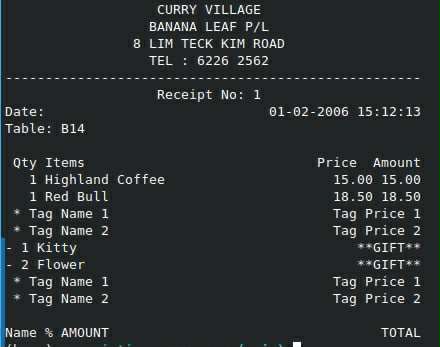 CURRY VILLAGE
BANANA LEAF P/L
8 LIM TECK KIM ROAD
TEL : 6226 2562
----------------------------------------------------
Receipt No: 1
Date: 01-02-2006 15:12:13
Table: B14
Qty Items Price Amount
1 Highland Coffee 15.00 15.00
1 Red Bull 18.50 18.50
* Tag Name 1 Tag Price 1
* Tag Name 2 Tag Price 2
- 1 Kitty **GIFT**
- 2 Flower **GIFT**
* Tag Name 1 Tag Price 1
* Tag Name 2 Tag Price 2
Name % AMOUNT TOTAL